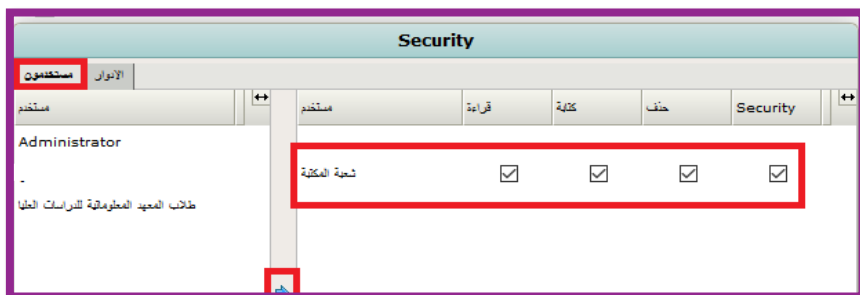 Security
مستخدمون الادوار
مستخدم
مستخدم قراءة كتابة حذف Security
Administrator
-
طلاب المعهد المعلوماتية للدراسات العليا
شعبة المكتبة